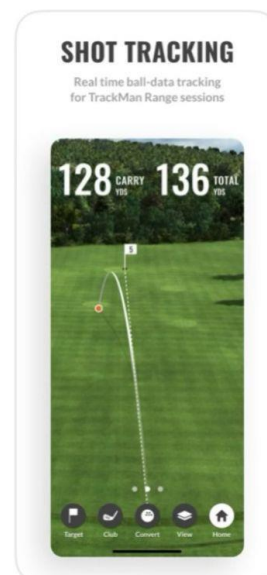 SHOT TRACKING
Real time ball-data tracking
for TrackMan Range sessions
128 CARRY YDS 136 TOTAL YDS
5
Target Club Convert View Home